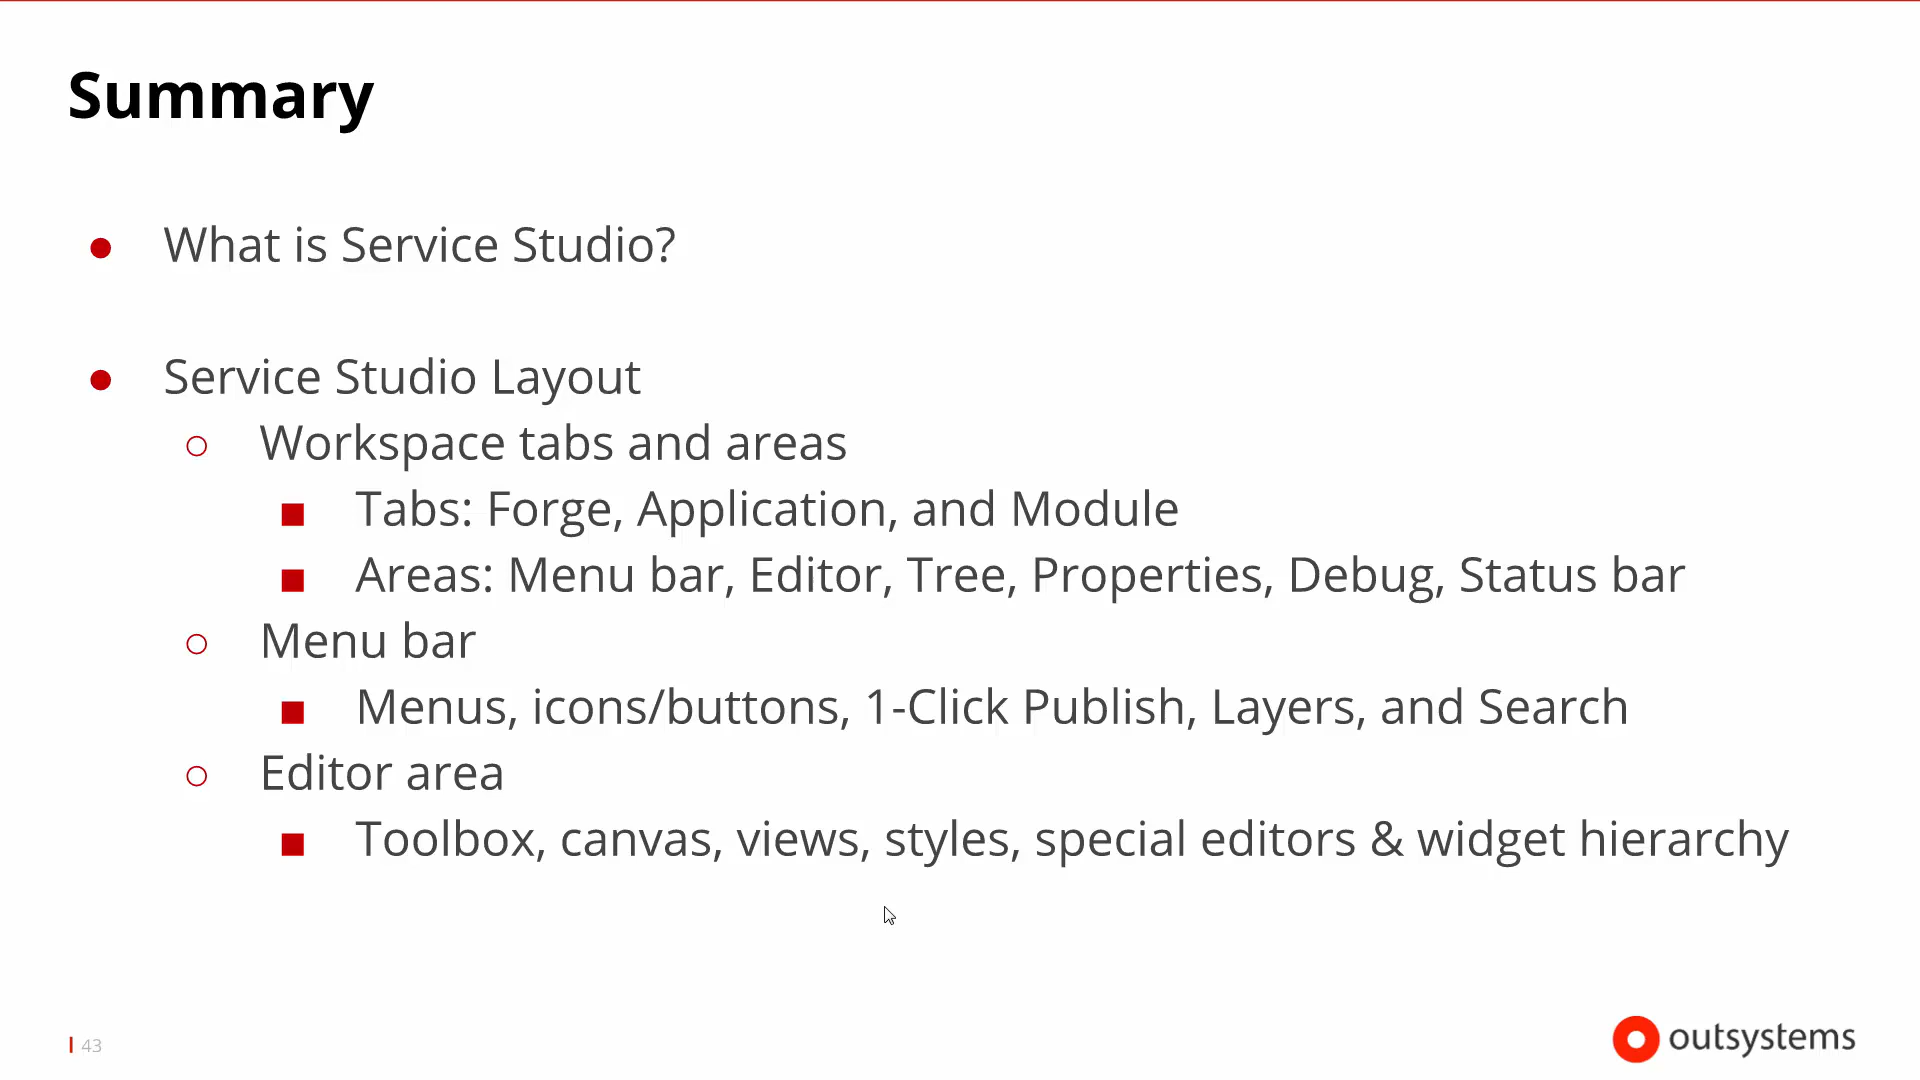 Summary
● What is Service Studio?
● Service Studio Layout
○ Workspace tabs and areas
■ Tabs: Forge, Application, and Module
■ Areas: Menu bar, Editor, Tree, Properties, Debug, Status bar
○ Menu bar
■ Menus, icons/buttons, 1-Click Publish, Layers, and Search
○ Editor area
■ Toolbox, canvas, views, styles, special editors & widget hierarchy
43
outsystems